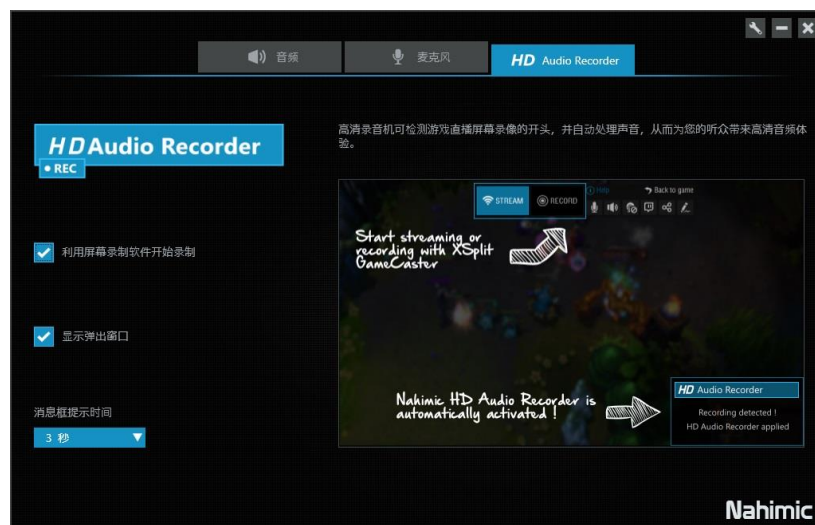 音频
麦克风
HD Audio Recorder
HD Audio Recorder
• REC
高清录音机可检测游戏直播屏幕录像的开头，并自动处理声音，从而为您的听众带来高清音频体
验。
利用屏幕录制软件开始录制
显示弹出窗口
消息框提示时间
3 秒
Help
Back to game
STREAM
RECORD
Start streaming or
recording with XSplit
GameCaster
Nahimic HD Audio Recorder is
automatically activated !
HD Audio Recorder
Recording detected !
HD Audio Recorder applied
Nahimic